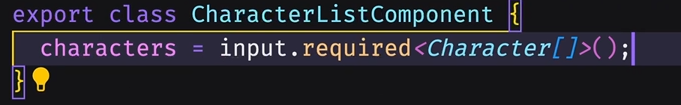 export class CharacterListComponent {
  characters = input.required<Character[]>();
}